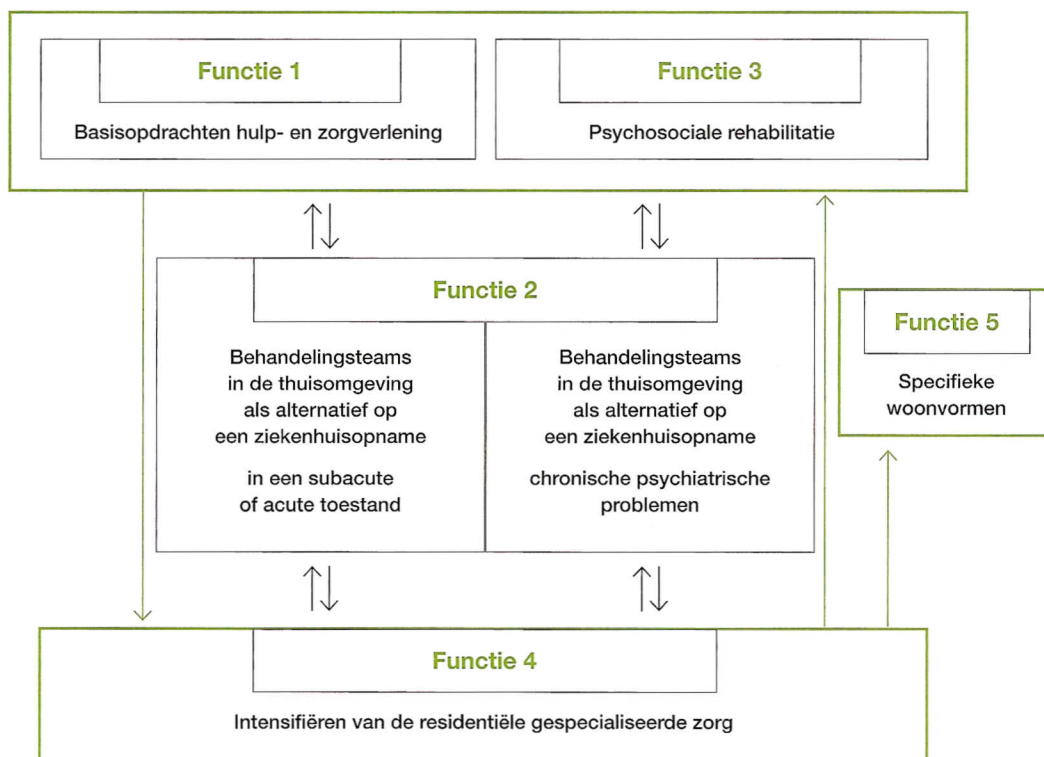 Functie 1
Basisopdrachten hulp- en zorgverlening
Functie 3
Psychosociale rehabilitatie
Functie 2
Behandelingsteams
in de thuisomgeving
als alternatief op
een ziekenhuisopname
in een subacute
of acute toestand
Behandelingsteams
in de thuisomgeving
als alternatief op
een ziekenhuisopname
chronische psychiatrische
problemen
Functie 5
Specifieke
woonvormen
Functie 4
Intensifiëren van de residentiële gespecialiseerde zorg